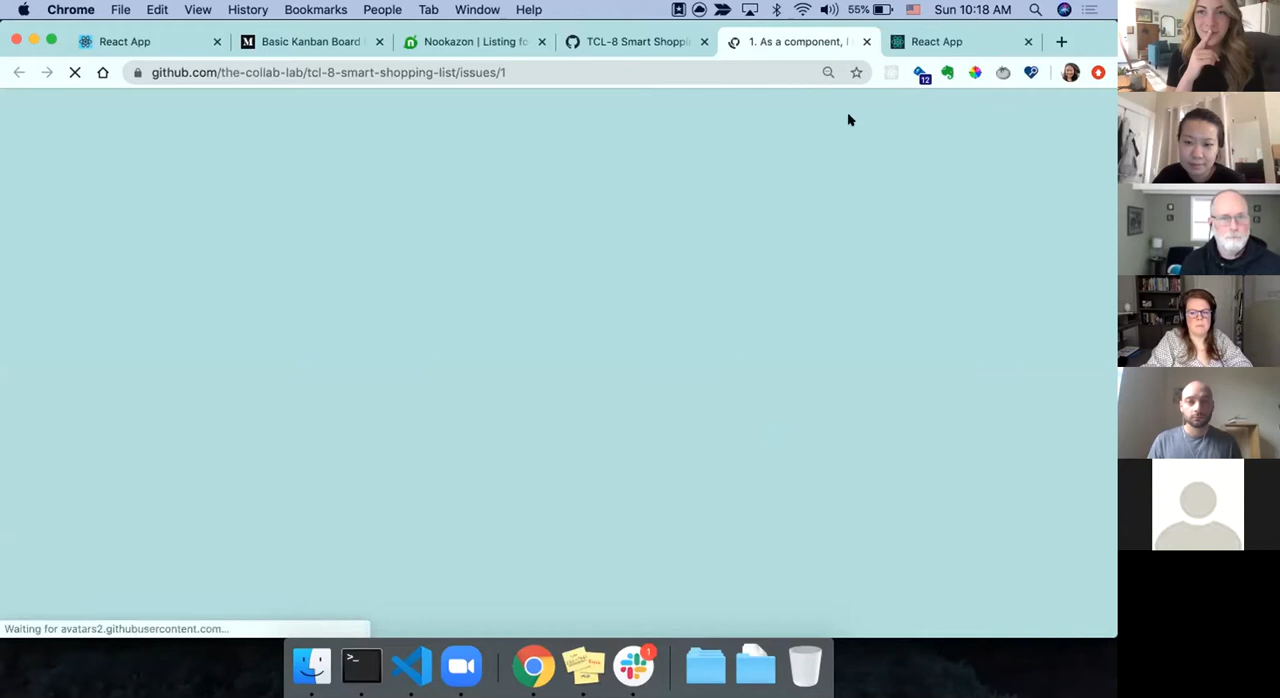 Chrome File Edit View History Bookmarks People Tab Window Help 55% Sun 10:18 AM
React App Basic Kanban Board Nookazon | Listing fo TCL-8 Smart Shoppi 1. As a component, React App
github.com/the-collab-lab/tcl-8-smart-shopping-list/issues/1 12
Waiting for avatars2.githubusercontent.com...
1